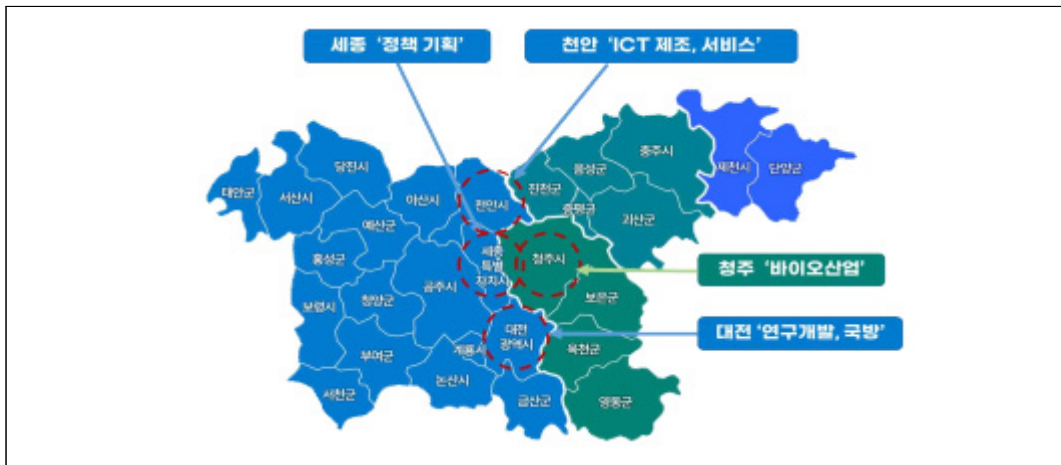 세종 ‘정책 기획’
천안 ‘ICT 제조, 서비스’
충주시
음성군
제천시
단양군
당진시
진천군
태안군
서산시
아산시
천안시
증평군
괴산군
예산군
홍성군
세종
특별
자치시
청주시
청주 ‘바이오산업’
공주시
보령시
청양군
보은군
대전
광역시
대전 ‘연구개발, 국방’
부여군
계룡시
옥천군
논산시
서천군
금산군
영동군